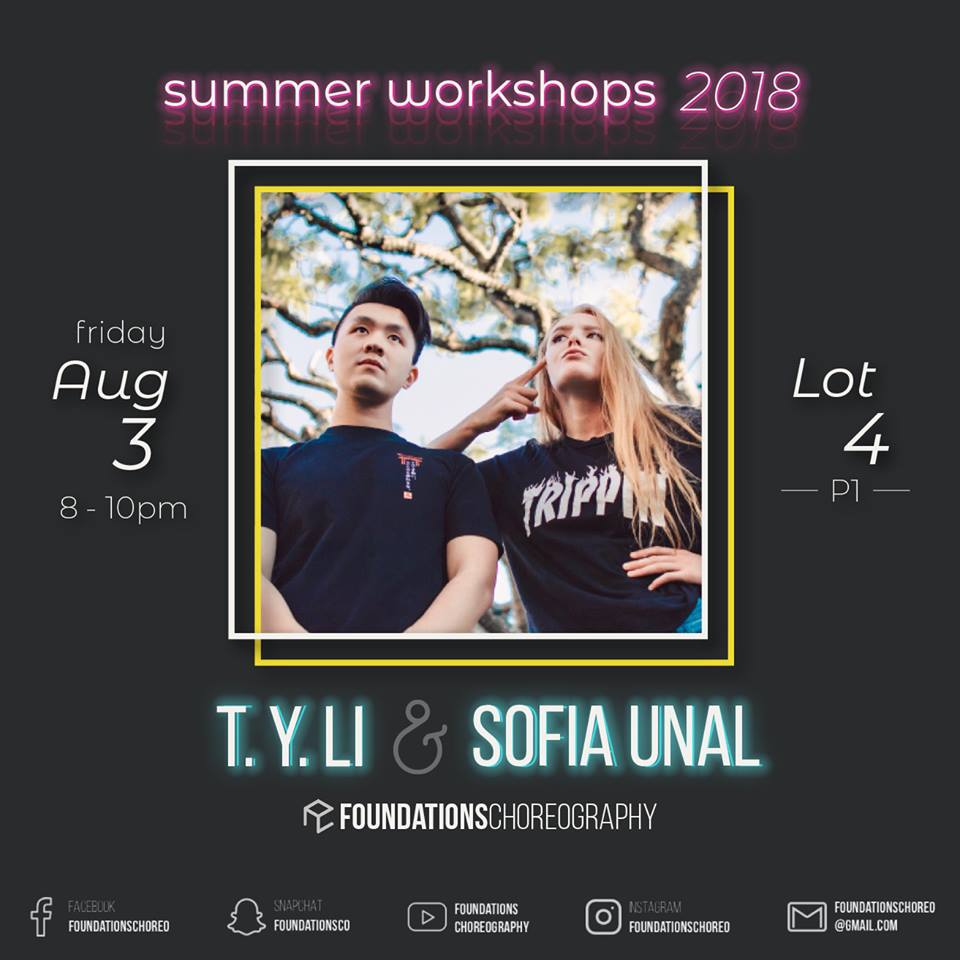 summer workshops 2018
friday
Aug
3
8 - 10pm
Lot
4
P1
TRIPPIN
T. Y. LI & SOFIA UNAL
FOUNDATIONSCHOREOGRAPHY
FACEBOOK
FOUNDATIONSCHOREO
SNAPCHAT
FOUNDATIONSCO
FOUNDATIONS
CHOREOGRAPHY
INSTAGRAM
FOUNDATIONSCHOREO
FOUNDATIONSCHOREO
@GMAIL.COM